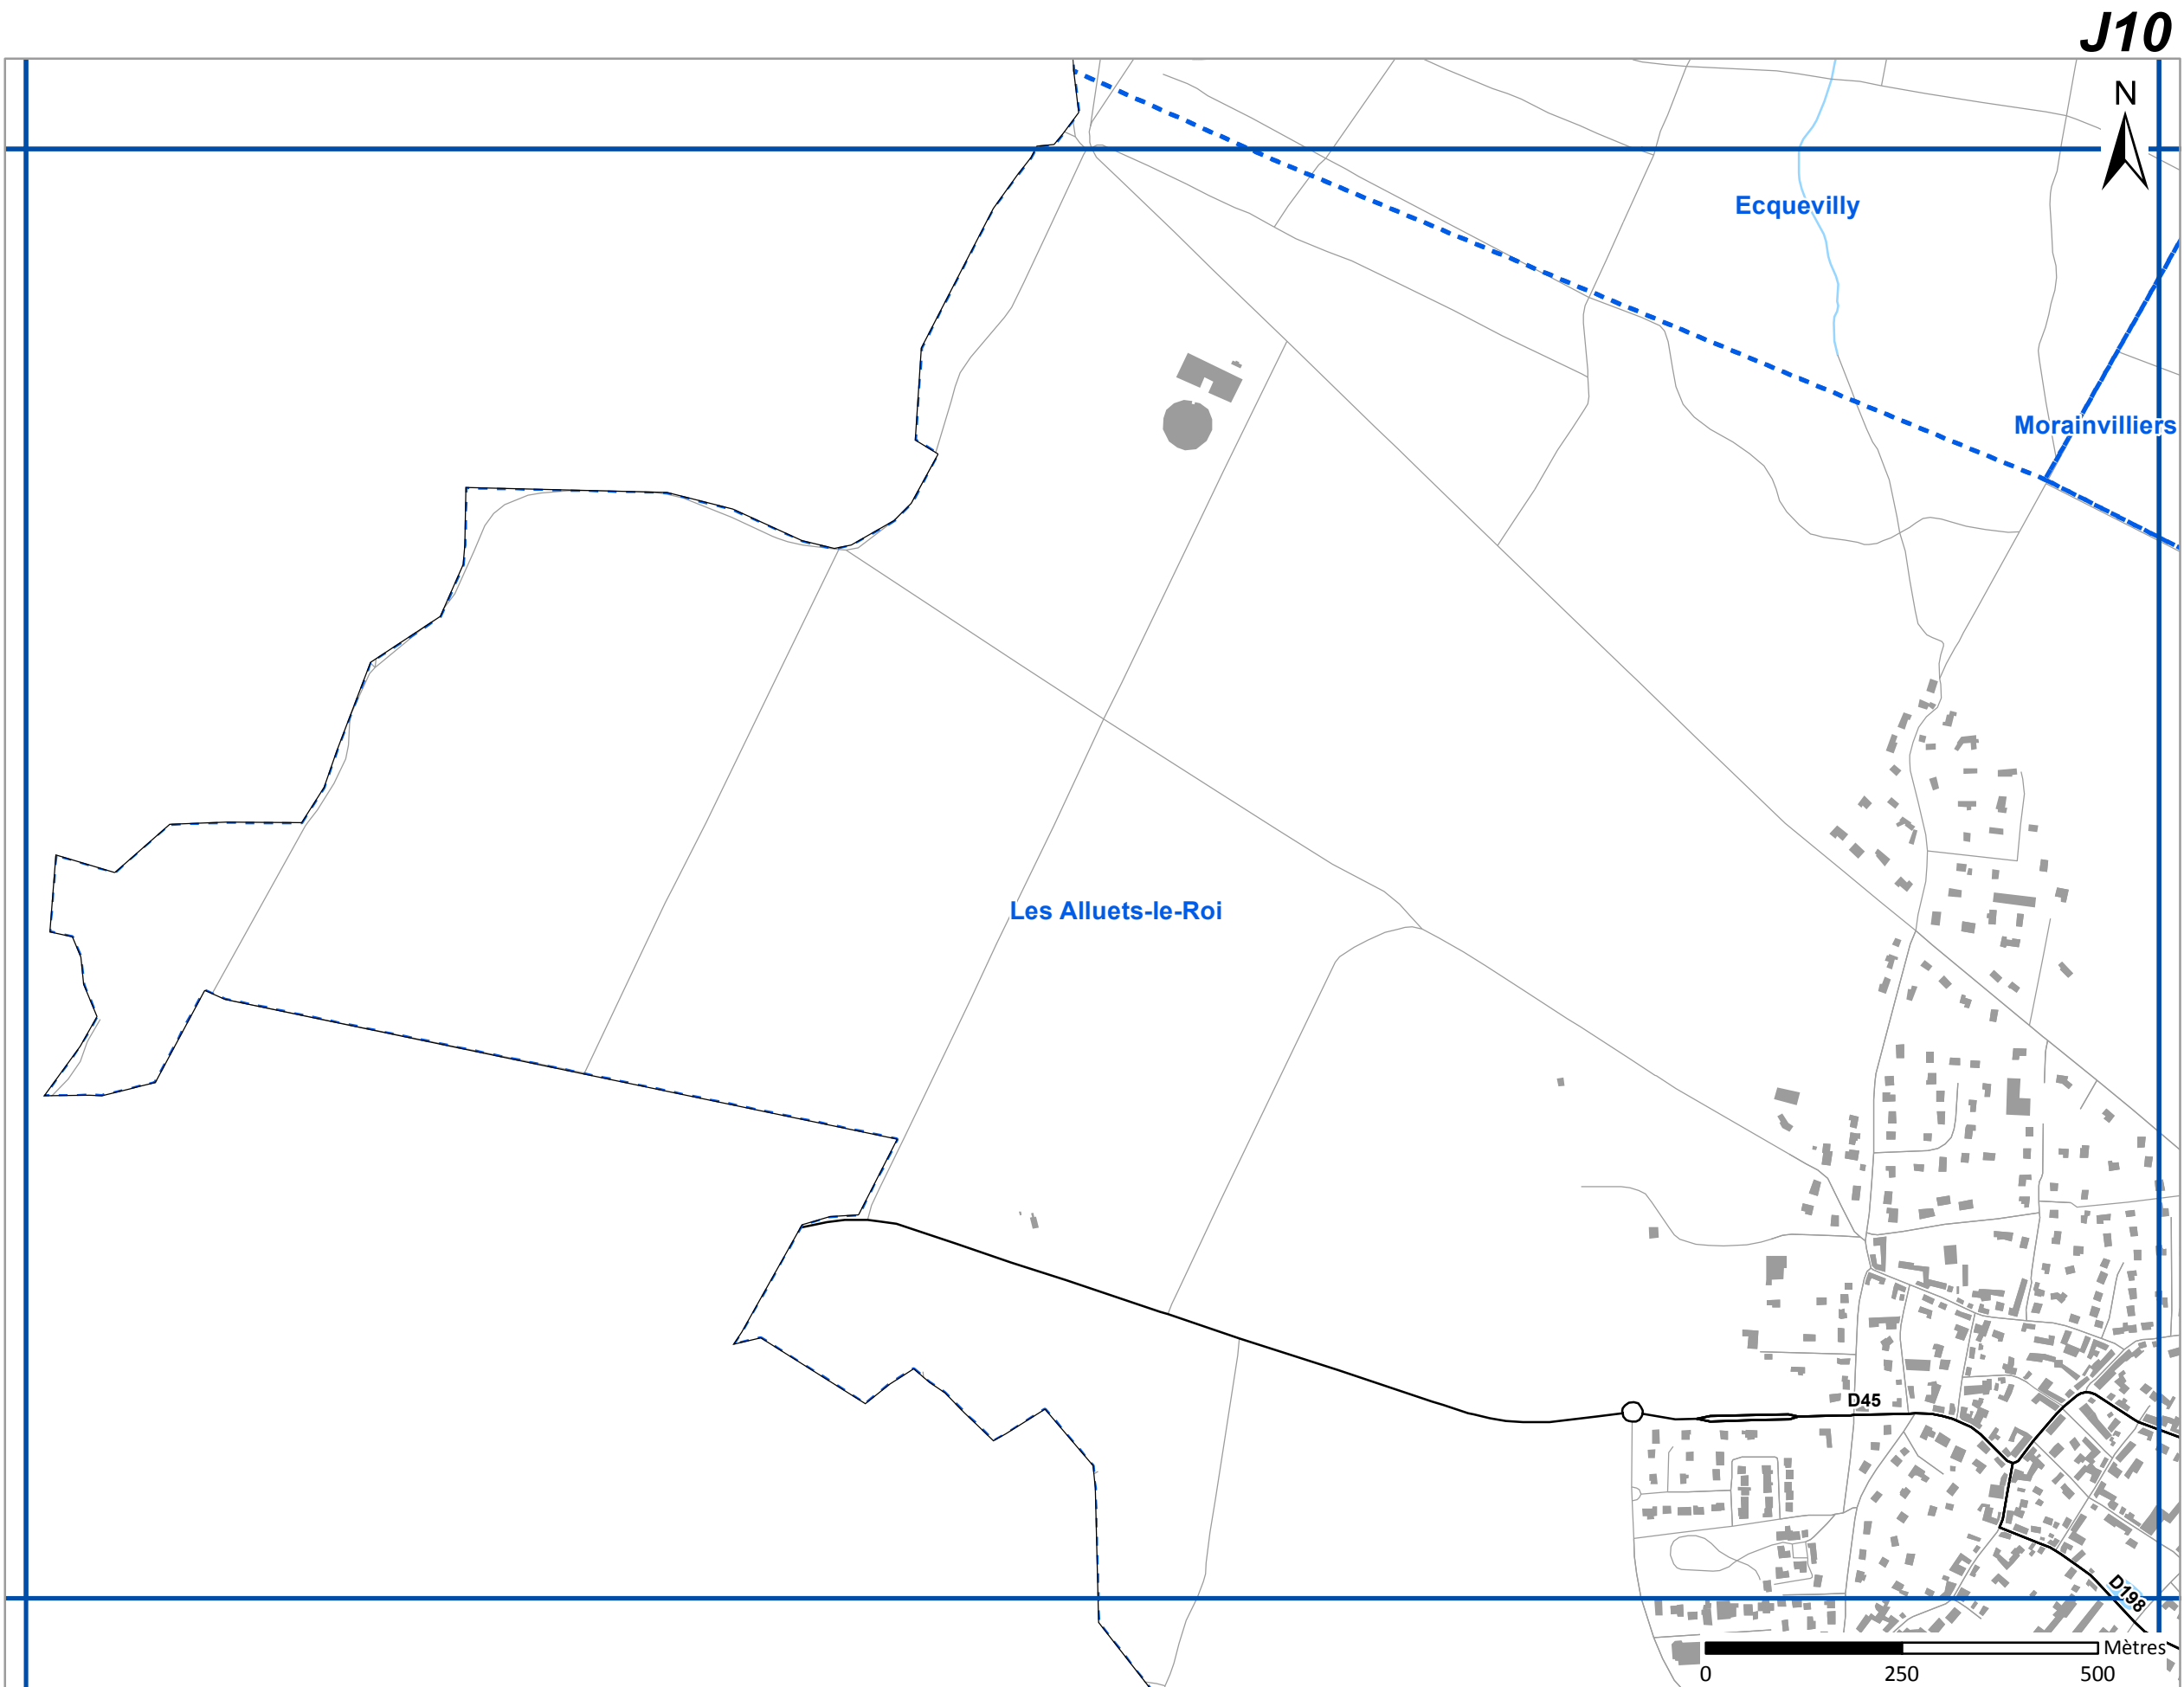 J10
N
Ecquevilly
Morainvilliers
Les Alluets-le-Roi
D45
D198
Mètres
0 250 500